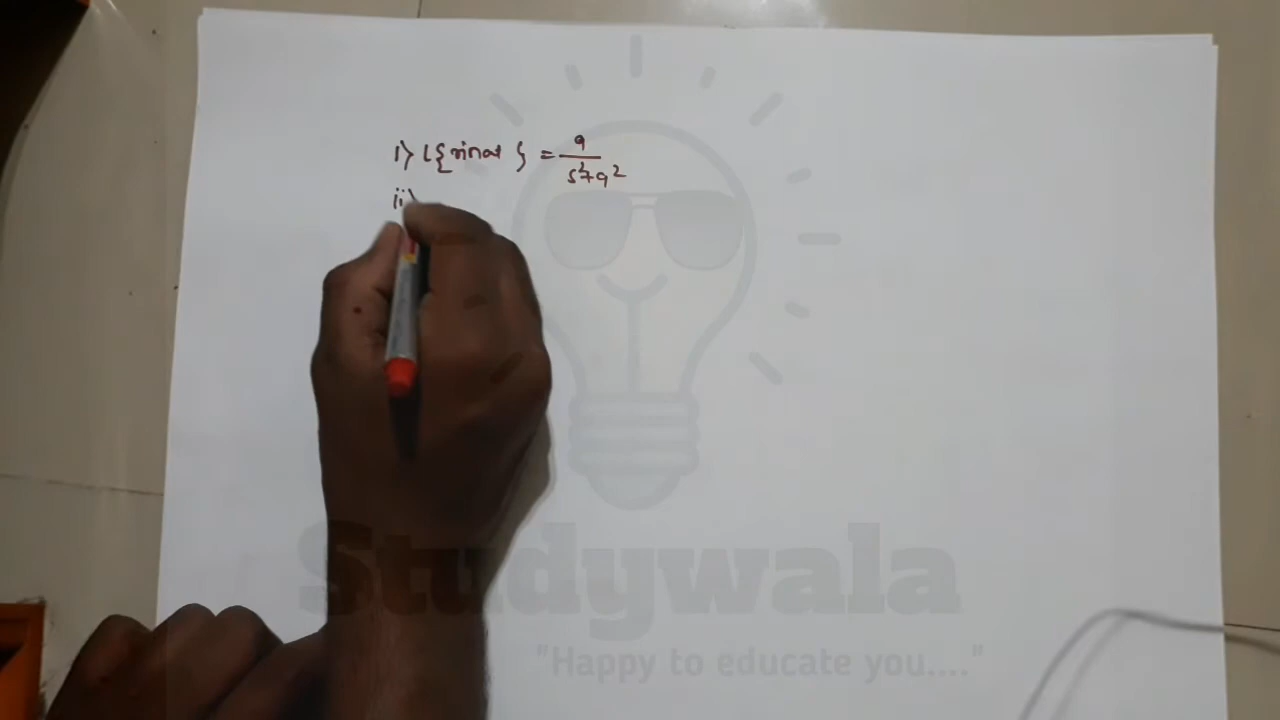 i) L{sinat} = a/(s²+a²)
ii)
Studywala
"Happy to educate you...."